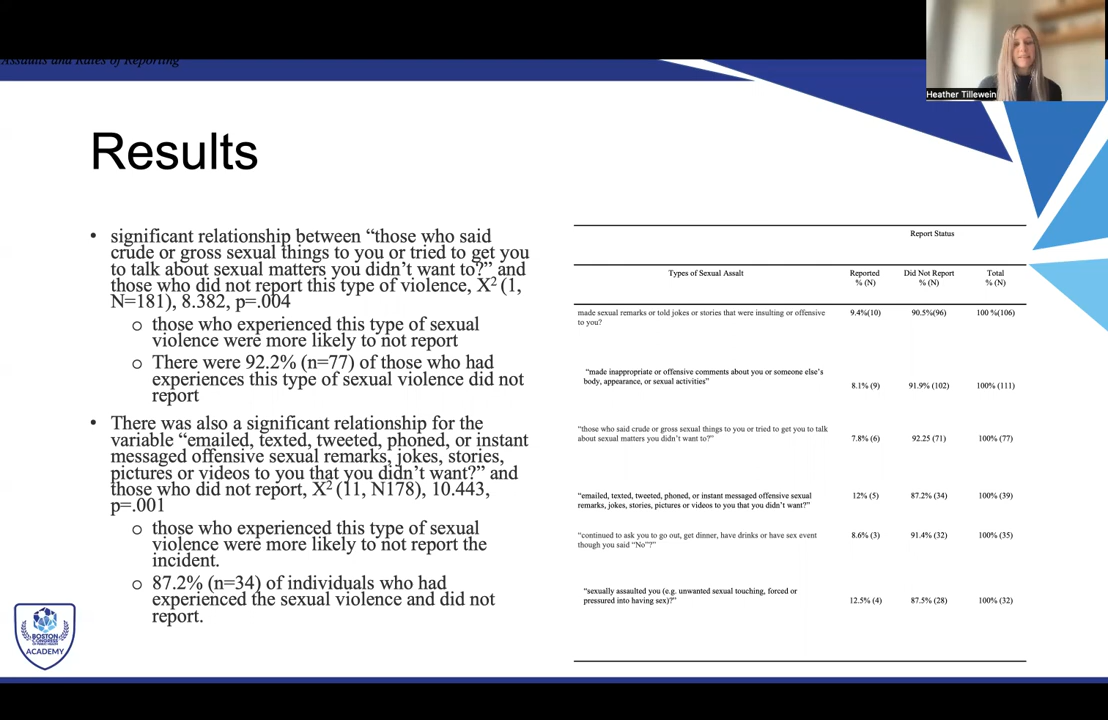 Assaults and Rates of Reporting
Heather Tillewein
Results
• significant relationship between “those who said
crude or gross sexual things to you or tried to get you
to talk about sexual matters you didn’t want to?” and
those who did not report this type of violence, X² (1,
N=181), 8.382, p=.004
o those who experienced this type of sexual
violence were more likely to not report
o There were 92.2% (n=77) of those who had
experiences this type of sexual violence did not
report
• There was also a significant relationship for the
variable “emailed, texted, tweeted, phoned, or instant
messaged offensive sexual remarks, jokes, stories,
pictures or videos to you that you didn’t want?” and
those who did not report, X² (11, N178), 10.443,
p=.001
o those who experienced this type of sexual
violence were more likely to not report the
incident.
o 87.2% (n=34) of individuals who had
experienced the sexual violence and did not
report.
Report Status
Types of Sexual Assalt Reported Did Not Report Total
% (N) % (N) % (N)
made sexual remarks or told jokes or stories that were insulting or offensive 9.4%(10) 90.5%(96) 100 %(106)
to you?
“made inappropriate or offensive comments about you or someone else’s
body, appearance, or sexual activities” 8.1% (9) 91.9% (102) 100% (111)
“those who said crude or gross sexual things to you or tried to get you to talk
about sexual matters you didn’t want to?” 7.8% (6) 92.25 (71) 100% (77)
“emailed, texted, tweeted, phoned, or instant messaged offensive sexual 12% (5) 87.2% (34) 100% (39)
remarks, jokes, stories, pictures or videos to you that you didn’t want?”
“continued to ask you to go out, get dinner, have drinks or have sex event 8.6% (3) 91.4% (32) 100% (35)
though you said “No”?”
“sexually assaulted you (e.g. unwanted sexual touching, forced or
pressured into having sex)?” 12.5% (4) 87.5% (28) 100% (32)
BOSTON
CONGRESS
OF PUBLIC HEALTH
ACADEMY